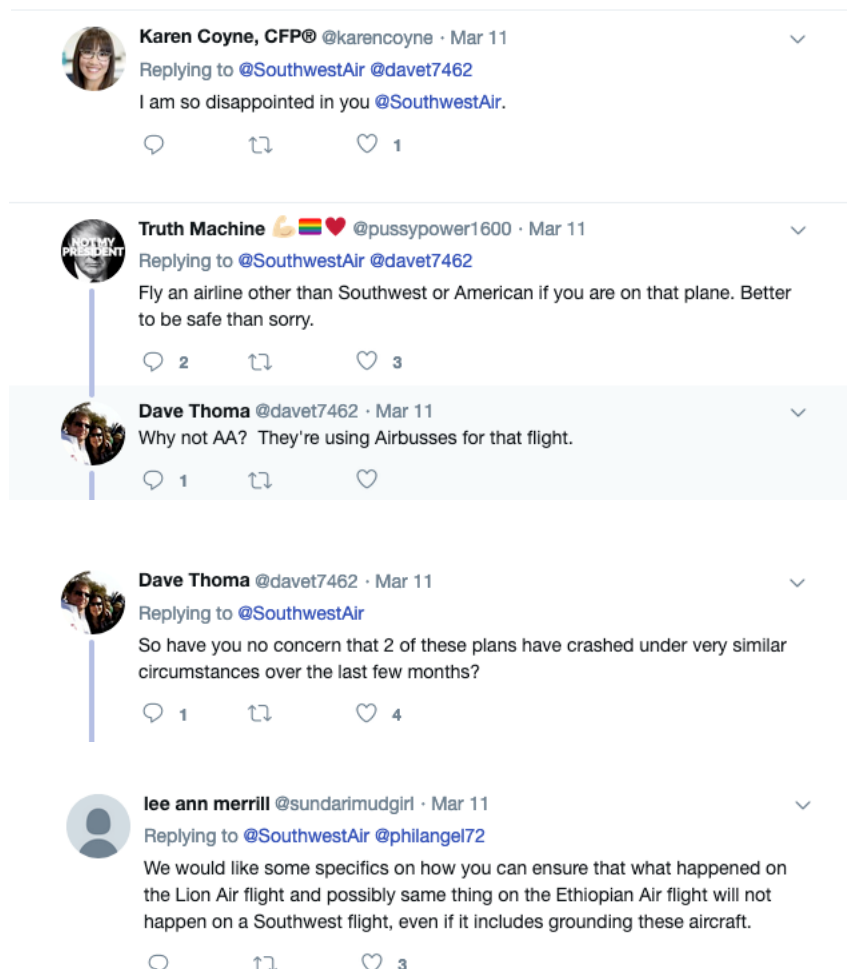 Karen Coyne, CFP® @karencoyne · Mar 11
Replying to @SouthwestAir @davet7462
I am so disappointed in you @SouthwestAir.
1
NOT MY
PRESIDENT
Truth Machine 💪🏻🏳️‍🌈❤️ @pussypower1600 · Mar 11
Replying to @SouthwestAir @davet7462
Fly an airline other than Southwest or American if you are on that plane. Better
to be safe than sorry.
2 3
Dave Thoma @davet7462 · Mar 11
Why not AA?  They're using Airbusses for that flight.
1
Dave Thoma @davet7462 · Mar 11
Replying to @SouthwestAir
So have you no concern that 2 of these plans have crashed under very similar
circumstances over the last few months?
1 4
lee ann merrill @sundarimudgirl · Mar 11
Replying to @SouthwestAir @philangel72
We would like some specifics on how you can ensure that what happened on
the Lion Air flight and possibly same thing on the Ethiopian Air flight will not
happen on a Southwest flight, even if it includes grounding these aircraft.
3